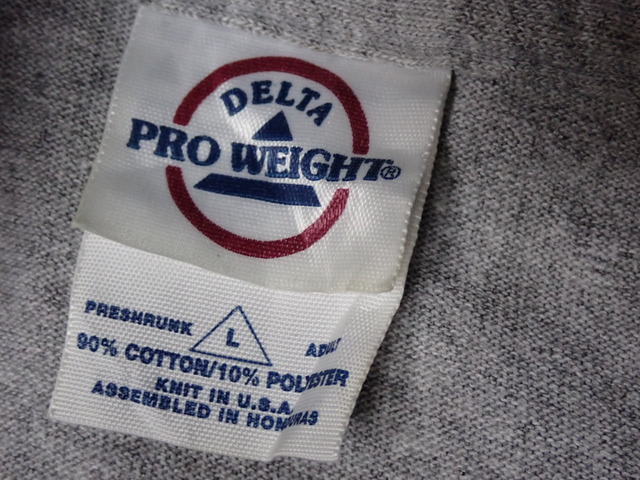 DELTA
PRO WEIGHT®
PRESHRUNK L ADULT
90% COTTON/10% POLYESTER
KNIT IN U.S.A
ASSEMBLED IN HONDURAS